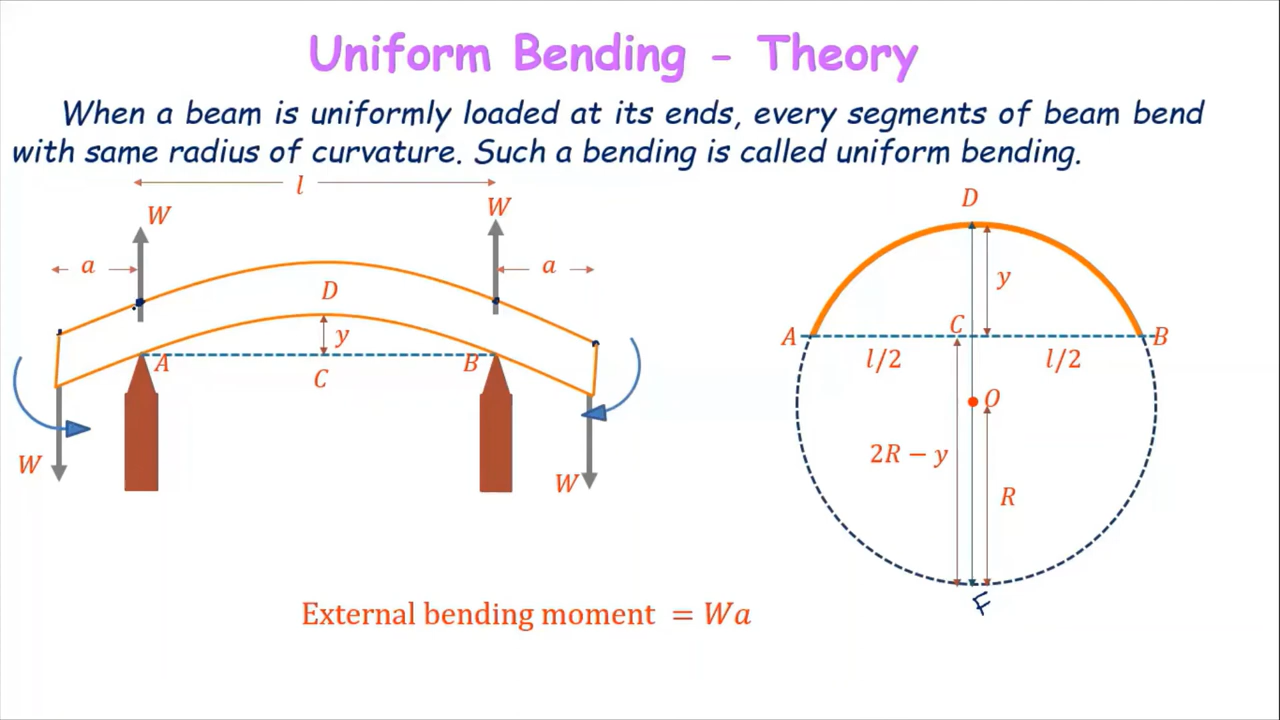 Uniform Bending - Theory
When a beam is uniformly loaded at its ends, every segments of beam bend
with same radius of curvature. Such a bending is called uniform bending.
l
W
W
a
a
D
y
A
B
C
W
W
D
y
A
C
B
l/2
l/2
O
2R − y
R
F
External bending moment = Wa